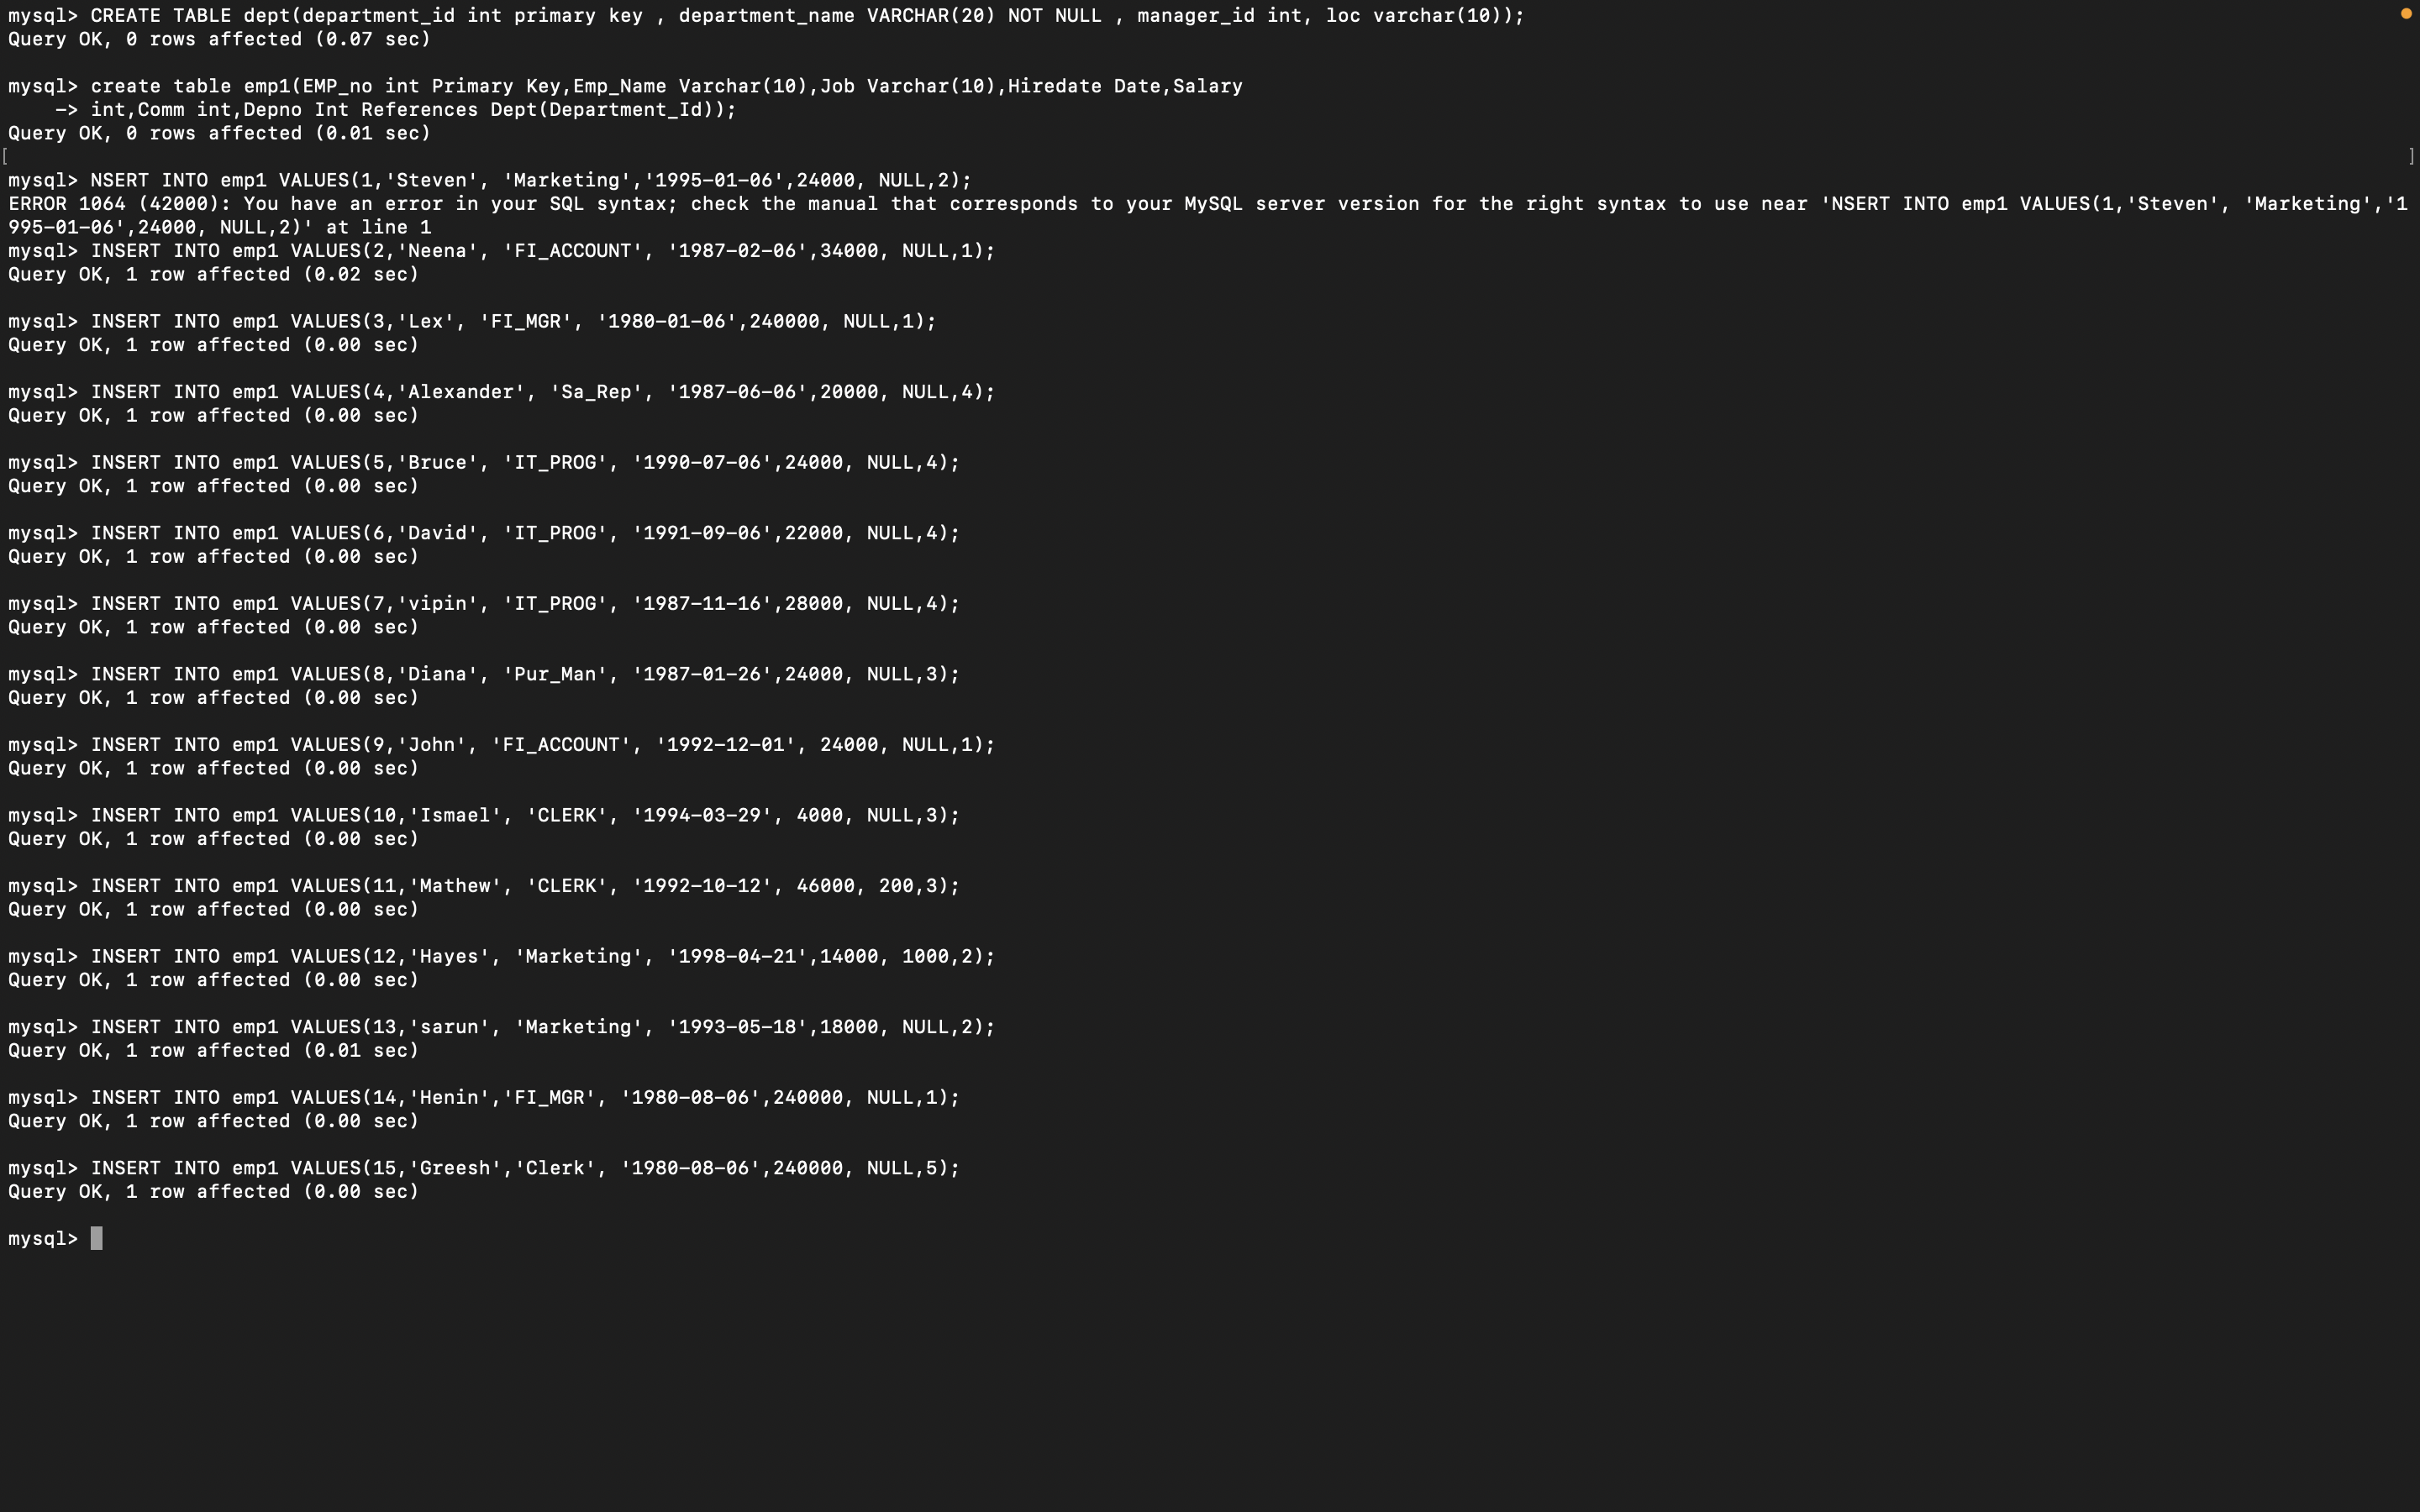 mysql> CREATE TABLE dept(department_id int primary key , department_name VARCHAR(20) NOT NULL , manager_id int, loc varchar(10));
Query OK, 0 rows affected (0.07 sec)
mysql> create table emp1(EMP_no int Primary Key,Emp_Name Varchar(10),Job Varchar(10),Hiredate Date,Salary
    -> int,Comm int,Depno Int References Dept(Department_Id));
Query OK, 0 rows affected (0.01 sec)
[ ]
mysql> NSERT INTO emp1 VALUES(1,'Steven', 'Marketing','1995-01-06',24000, NULL,2);
ERROR 1064 (42000): You have an error in your SQL syntax; check the manual that corresponds to your MySQL server version for the right syntax to use near 'NSERT INTO emp1 VALUES(1,'Steven', 'Marketing','1
995-01-06',24000, NULL,2)' at line 1
mysql> INSERT INTO emp1 VALUES(2,'Neena', 'FI_ACCOUNT', '1987-02-06',34000, NULL,1);
Query OK, 1 row affected (0.02 sec)
mysql> INSERT INTO emp1 VALUES(3,'Lex', 'FI_MGR', '1980-01-06',240000, NULL,1);
Query OK, 1 row affected (0.00 sec)
mysql> INSERT INTO emp1 VALUES(4,'Alexander', 'Sa_Rep', '1987-06-06',20000, NULL,4);
Query OK, 1 row affected (0.00 sec)
mysql> INSERT INTO emp1 VALUES(5,'Bruce', 'IT_PROG', '1990-07-06',24000, NULL,4);
Query OK, 1 row affected (0.00 sec)
mysql> INSERT INTO emp1 VALUES(6,'David', 'IT_PROG', '1991-09-06',22000, NULL,4);
Query OK, 1 row affected (0.00 sec)
mysql> INSERT INTO emp1 VALUES(7,'vipin', 'IT_PROG', '1987-11-16',28000, NULL,4);
Query OK, 1 row affected (0.00 sec)
mysql> INSERT INTO emp1 VALUES(8,'Diana', 'Pur_Man', '1987-01-26',24000, NULL,3);
Query OK, 1 row affected (0.00 sec)
mysql> INSERT INTO emp1 VALUES(9,'John', 'FI_ACCOUNT', '1992-12-01', 24000, NULL,1);
Query OK, 1 row affected (0.00 sec)
mysql> INSERT INTO emp1 VALUES(10,'Ismael', 'CLERK', '1994-03-29', 4000, NULL,3);
Query OK, 1 row affected (0.00 sec)
mysql> INSERT INTO emp1 VALUES(11,'Mathew', 'CLERK', '1992-10-12', 46000, 200,3);
Query OK, 1 row affected (0.00 sec)
mysql> INSERT INTO emp1 VALUES(12,'Hayes', 'Marketing', '1998-04-21',14000, 1000,2);
Query OK, 1 row affected (0.00 sec)
mysql> INSERT INTO emp1 VALUES(13,'sarun', 'Marketing', '1993-05-18',18000, NULL,2);
Query OK, 1 row affected (0.01 sec)
mysql> INSERT INTO emp1 VALUES(14,'Henin','FI_MGR', '1980-08-06',240000, NULL,1);
Query OK, 1 row affected (0.00 sec)
mysql> INSERT INTO emp1 VALUES(15,'Greesh','Clerk', '1980-08-06',240000, NULL,5);
Query OK, 1 row affected (0.00 sec)
mysql>